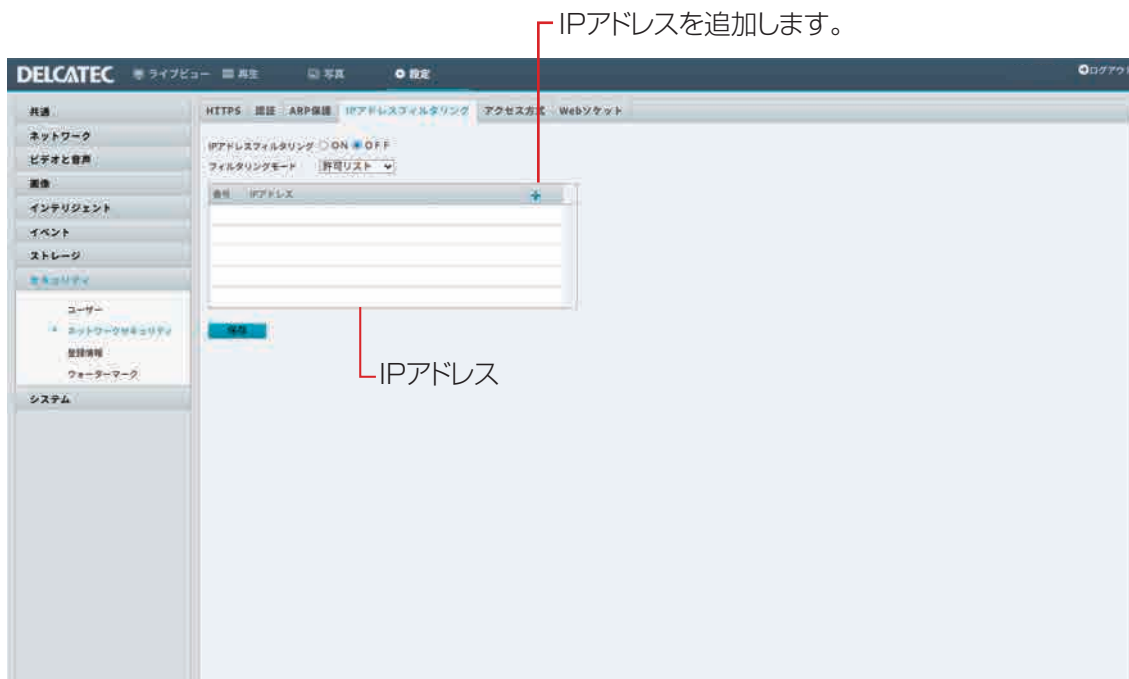 IPアドレスを追加します。
DELCATEC ライブビュー 再生 写真 設定 ログアウト
HTTPS 認証 ARP保護 IPアドレスフィルタリング アクセス方式 Webソケット
共通
ネットワーク
ビデオと音声
画像
インテリジェント
イベント
ストレージ
セキュリティ
ユーザー
ネットワークセキュリティ
登録情報
ウォーターマーク
システム
IPアドレスフィルタリング ON OFF
フィルタリングモード 許可リスト
番号 IPアドレス
保存
IPアドレス